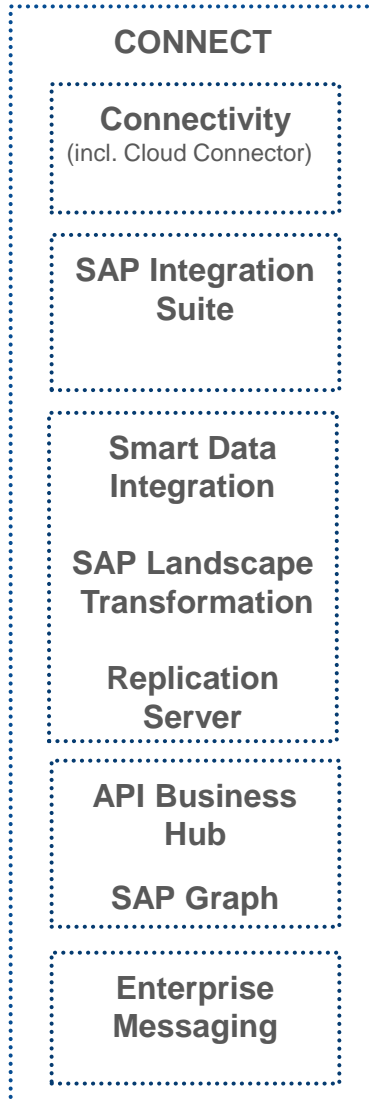 CONNECT
Connectivity
(incl. Cloud Connector)
SAP Integration
Suite
Smart Data
Integration
SAP Landscape
Transformation
Replication
Server
API Business
Hub
SAP Graph
Enterprise
Messaging